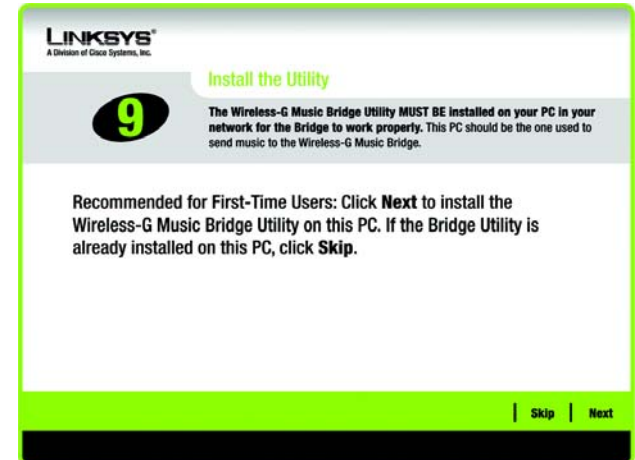 LINKSYS®
A Division of Cisco Systems, Inc.
Install the Utility
9
The Wireless-G Music Bridge Utility MUST BE installed on your PC in your
network for the Bridge to work properly. This PC should be the one used to
send music to the Wireless-G Music Bridge.
Recommended for First-Time Users: Click Next to install the
Wireless-G Music Bridge Utility on this PC. If the Bridge Utility is
already installed on this PC, click Skip.
Skip | Next